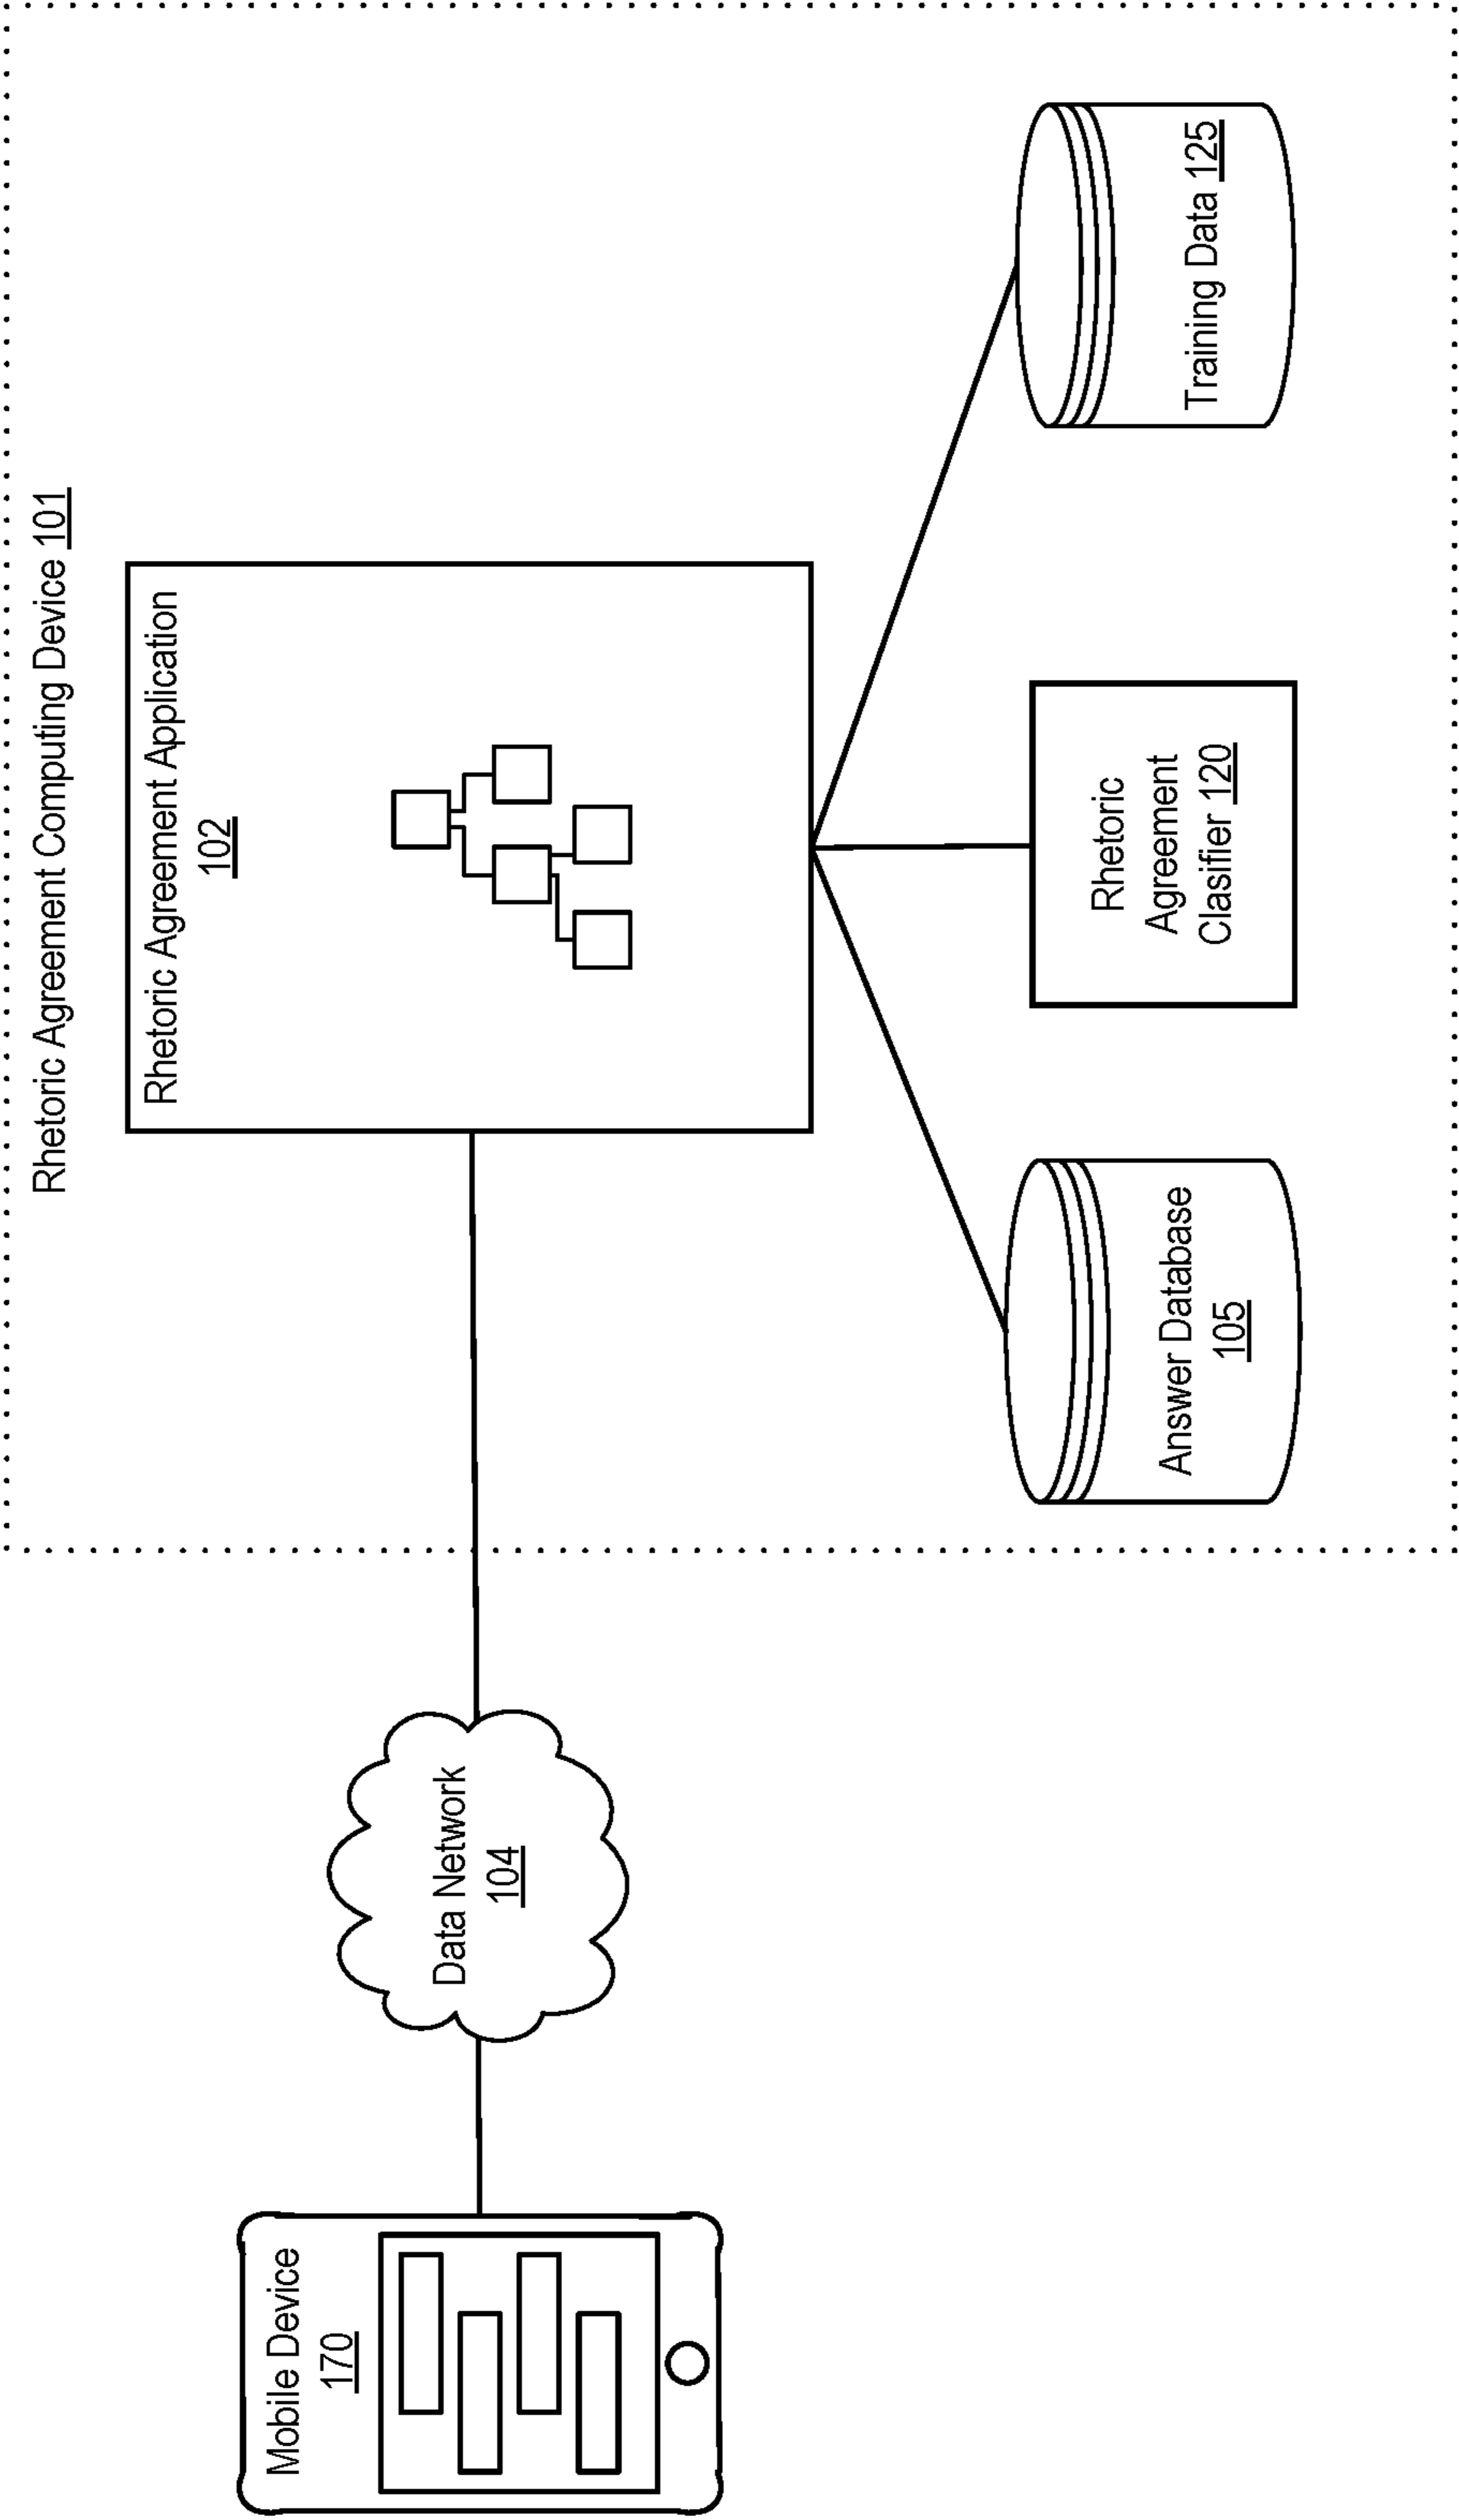 Rhetoric Agreement Computing Device 101
Rhetoric Agreement Application
102
Mobile Device
170
Data Network
104
Answer Database
105
Rhetoric
Agreement
Clasifier 120
Training Data 125